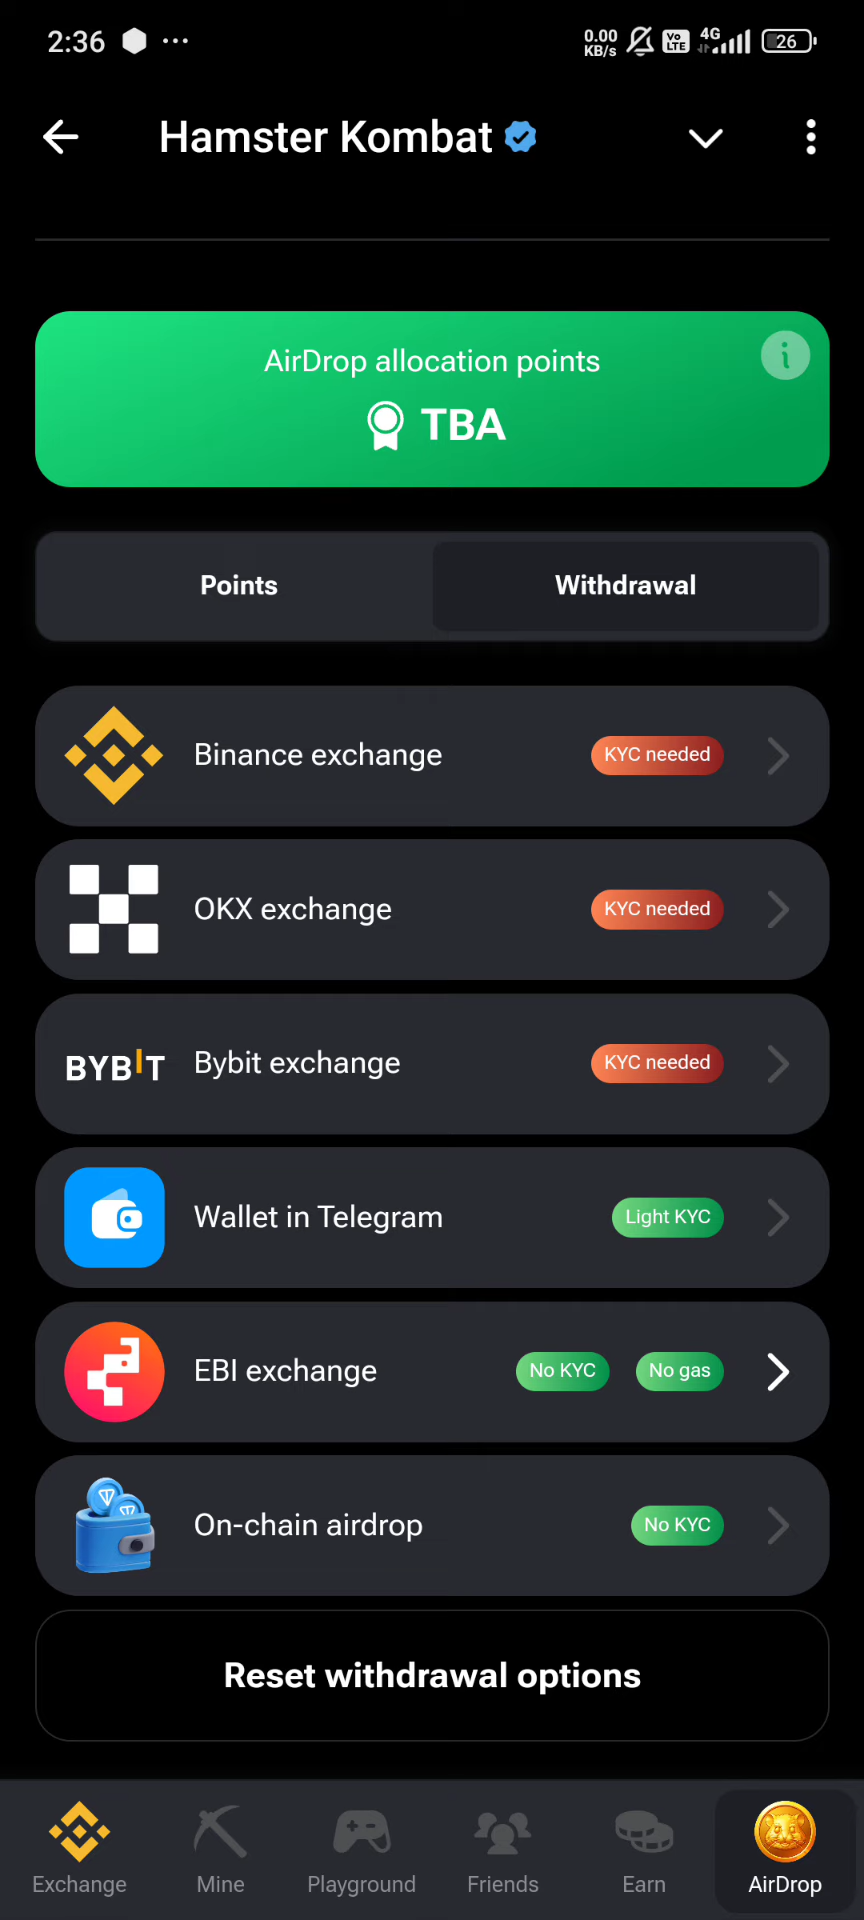 2:36
0.00
KB/s
Vo
LTE
4G
26
Hamster Kombat
AirDrop allocation points
i
TBA
Points
Withdrawal
Binance exchange
KYC needed
OKX exchange
KYC needed
BYBIT
Bybit exchange
KYC needed
Wallet in Telegram
Light KYC
EBI exchange
No KYC
No gas
On-chain airdrop
No KYC
Reset withdrawal options
Exchange
Mine
Playground
Friends
Earn
AirDrop